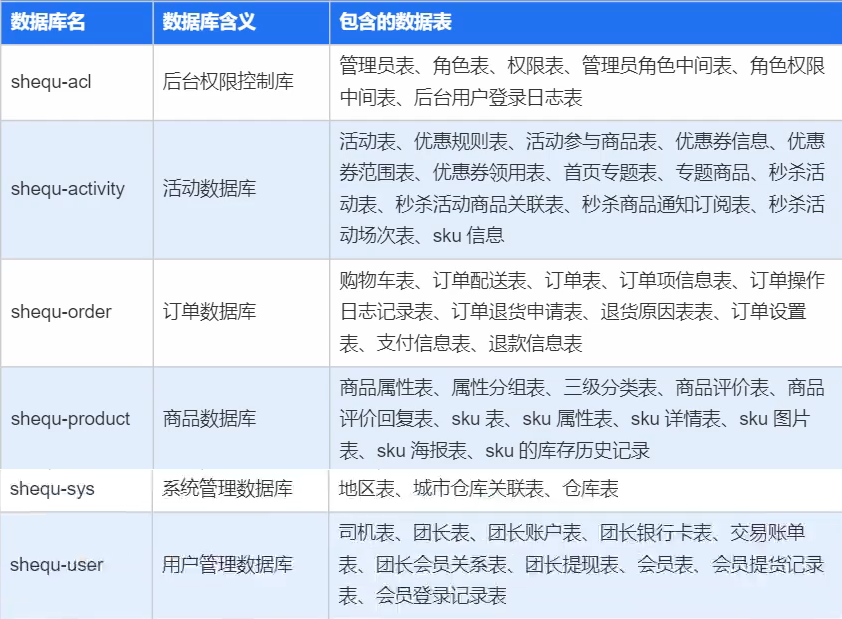 数据库名 数据库含义 包含的数据表
管理员表、角色表、权限表、管理员角色中间表、角色权限
shequ-acl 后台权限控制库
中间表、后台用户登录日志表
活动表、优惠规则表、活动参与商品表、优惠券信息、优惠
券范围表、优惠券领用表、首页专题表、专题商品、秒杀活
shequ-activity 活动数据库
动表、秒杀活动商品关联表、秒杀商品通知订阅表、秒杀活
动场次表、sku 信息
购物车表、订单配送表、订单表、订单项信息表、订单操作
shequ-order 订单数据库 日志记录表、订单退货申请表、退货原因表表、订单设置
表、支付信息表、退款信息表
商品属性表、属性分组表、三级分类表、商品评价表、商品
shequ-product 商品数据库 评价回复表、sku 表、sku 属性表、sku 详情表、sku 图片
表、sku 海报表、sku 的库存历史记录
shequ-sys 系统管理数据库 地区表、城市仓库关联表、仓库表
司机表、团长表、团长账户表、团长银行卡表、交易账单
shequ-user 用户管理数据库 表、团长会员关系表、团长提现表、会员表、会员提货记录
表、会员登录记录表